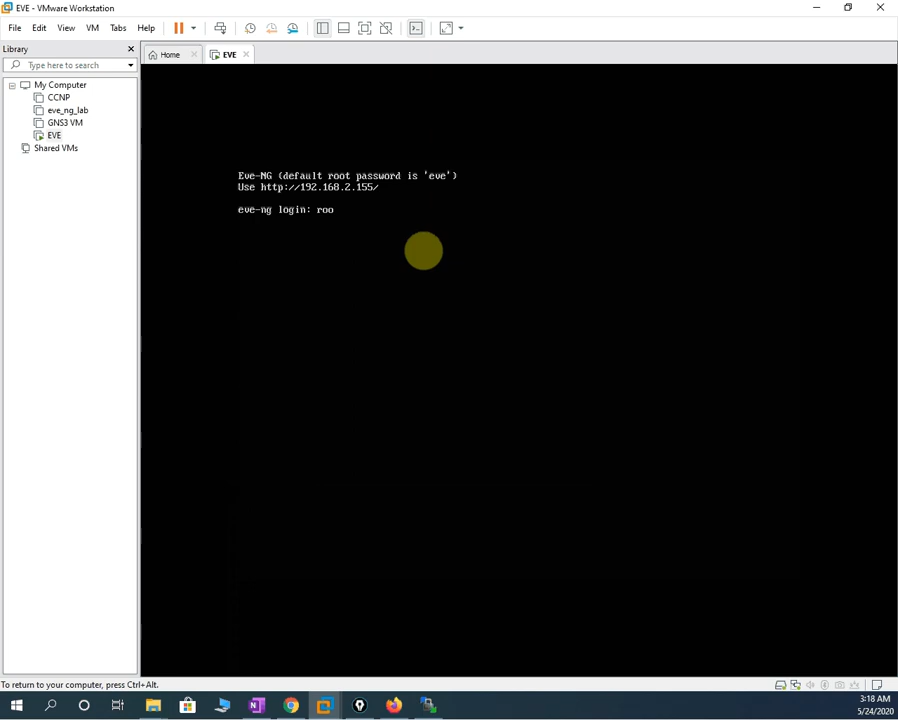 EVE - VMware Workstation
File Edit View VM Tabs Help
Library
Type here to search
My Computer
CCNP
eve_ng_lab
GNS3 VM
EVE
Shared VMs
Home
EVE
Eve-NG (default root password is 'eve')
Use http://192.168.2.155/
eve-ng login: roo
To return to your computer, press Ctrl+Alt.
3:18 AM
5/24/2020